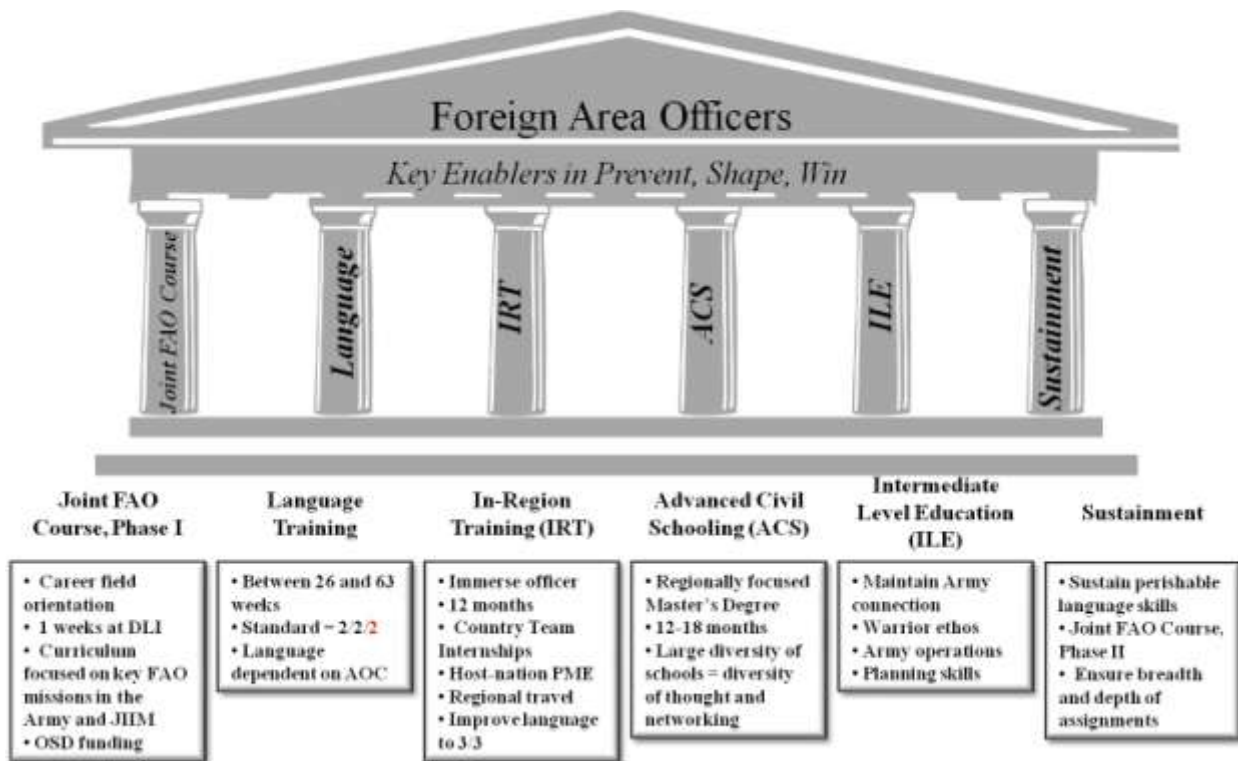 Foreign Area Officers
Key Enablers in Prevent, Shape, Win
Joint FAO Course
Language
IRT
ACS
ILE
Sustainment
Joint FAO
Course, Phase I
• Career field
orientation
• 1 weeks at DLI
• Curriculum
focused on key FAO
missions in the
Army and JIIM
• OSD funding
Language
Training
• Between 26 and 63
weeks
• Standard = 2/2/2
• Language
dependent on AOC
In-Region
Training (IRT)
• Immerse officer
• 12 months
• Country Team
Internships
• Host-nation PME
• Regional travel
• Improve language
to 3/3
Advanced Civil
Schooling (ACS)
• Regionally focused
Master's Degree
• 12-18 months
• Large diversity of
schools = diversity
of thought and
networking
Intermediate
Level Education
(ILE)
• Maintain Army
connection
• Warrior ethos
• Army operations
• Planning skills
Sustainment
• Sustain perishable
language skills
• Joint FAO Course,
Phase II
• Ensure breadth
and depth of
assignments